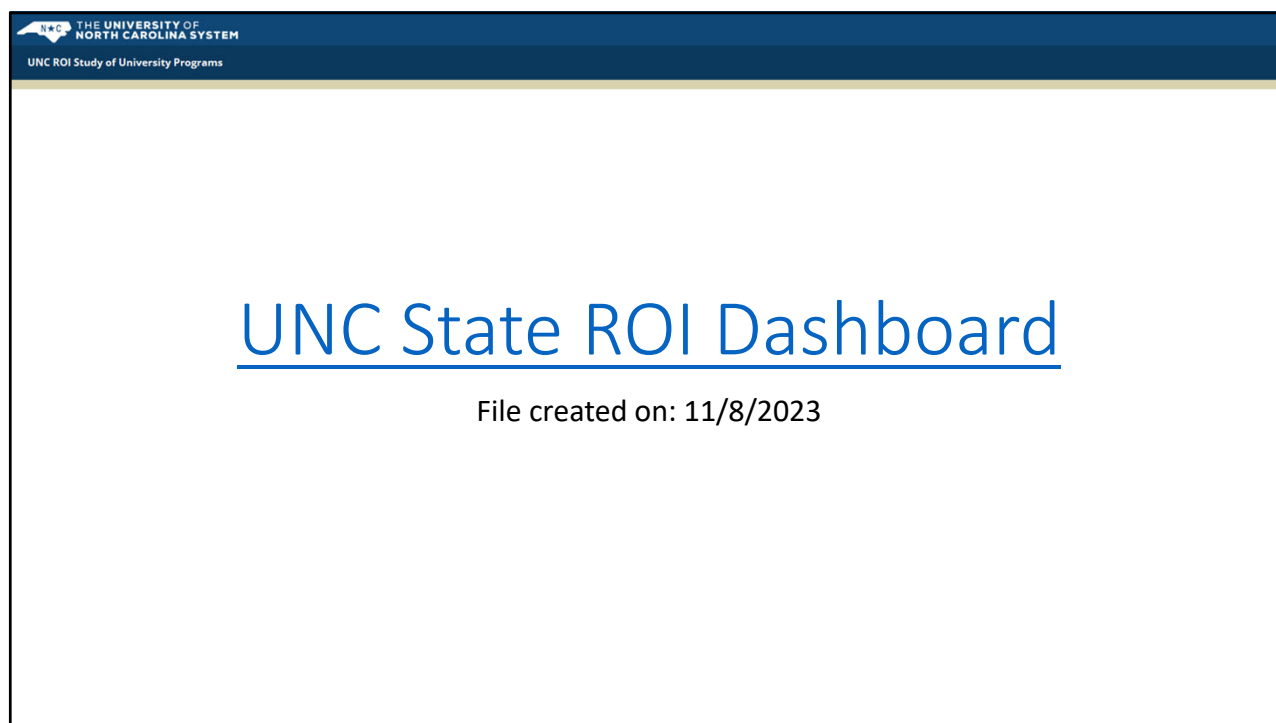 N★C THE UNIVERSITY OF
NORTH CAROLINA SYSTEM
UNC ROI Study of University Programs
UNC State ROI Dashboard
File created on: 11/8/2023